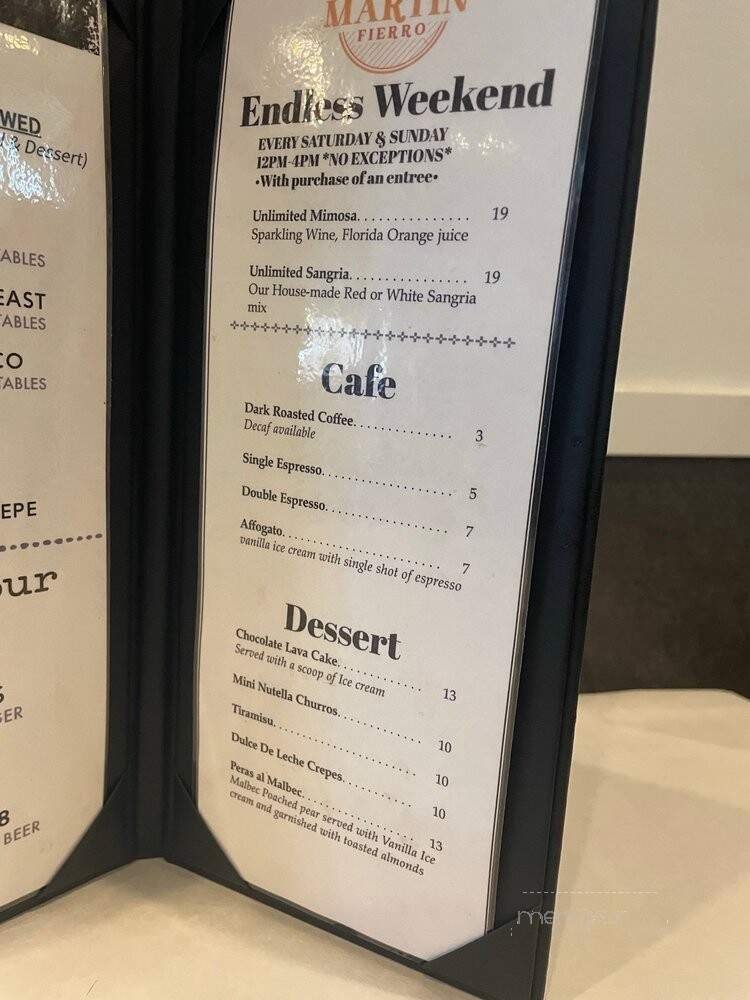 WED
& Dessert)
TABLES
EAST
TABLES
CO
TABLES
EPE
our
GER
8
BEER
MARTIN
FIERRO
Endless Weekend
EVERY SATURDAY & SUNDAY
12PM-4PM *NO EXCEPTIONS*
•With purchase of an entree•
Unlimited Mimosa. . . . . . . . . . . . . . . 19
Sparkling Wine, Florida Orange juice
Unlimited Sangria. . . . . . . . . . . . . . . . 19
Our House-made Red or White Sangria
mix
Cafe
Dark Roasted Coffee. . . . . . . . . . . . . . 3
Decaf available
Single Espresso. . . . . . . . . . . . . . . . . . 5
Double Espresso. . . . . . . . . . . . . . . . . 7
Affogato. . . . . . . . . . . . . . . . . . . . . . . 7
vanilla ice cream with single shot of espresso
Dessert
Chocolate Lava Cake. . . . . . . . . . . . . 13
Served with a scoop of Ice cream
Mini Nutella Churros. . . . . . . . . . . . . 10
Tiramisu. . . . . . . . . . . . . . . . . . . . . . 10
Dulce De Leche Crepes. . . . . . . . . . . 10
Peras al Malbec. . . . . . . . . . . . . . . . . 13
Malbec Poached pear served with Vanilla Ice
cream and garnished with toasted almonds